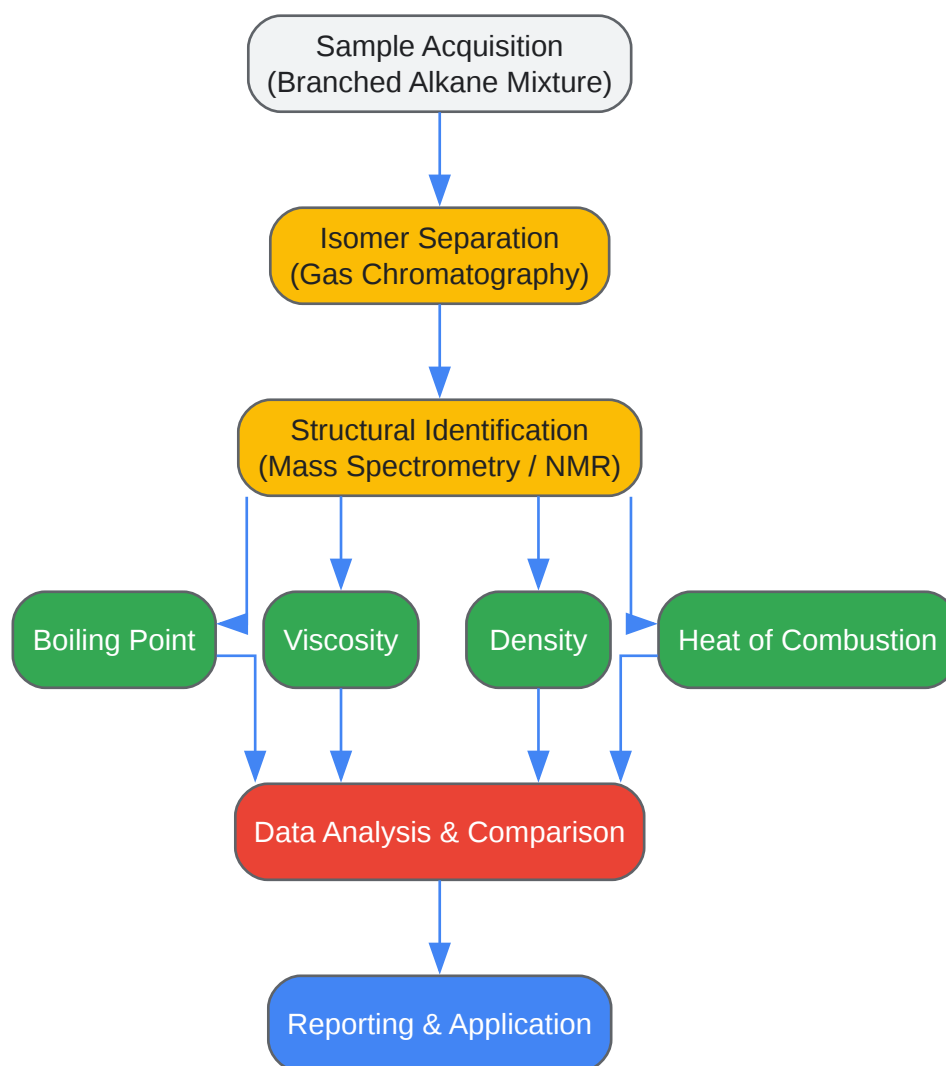 Sample Acquisition
(Branched Alkane Mixture)
Isomer Separation
(Gas Chromatography)
Structural Identification
(Mass Spectrometry / NMR)
Boiling Point
Viscosity
Density
Heat of Combustion
Data Analysis & Comparison
Reporting & Application